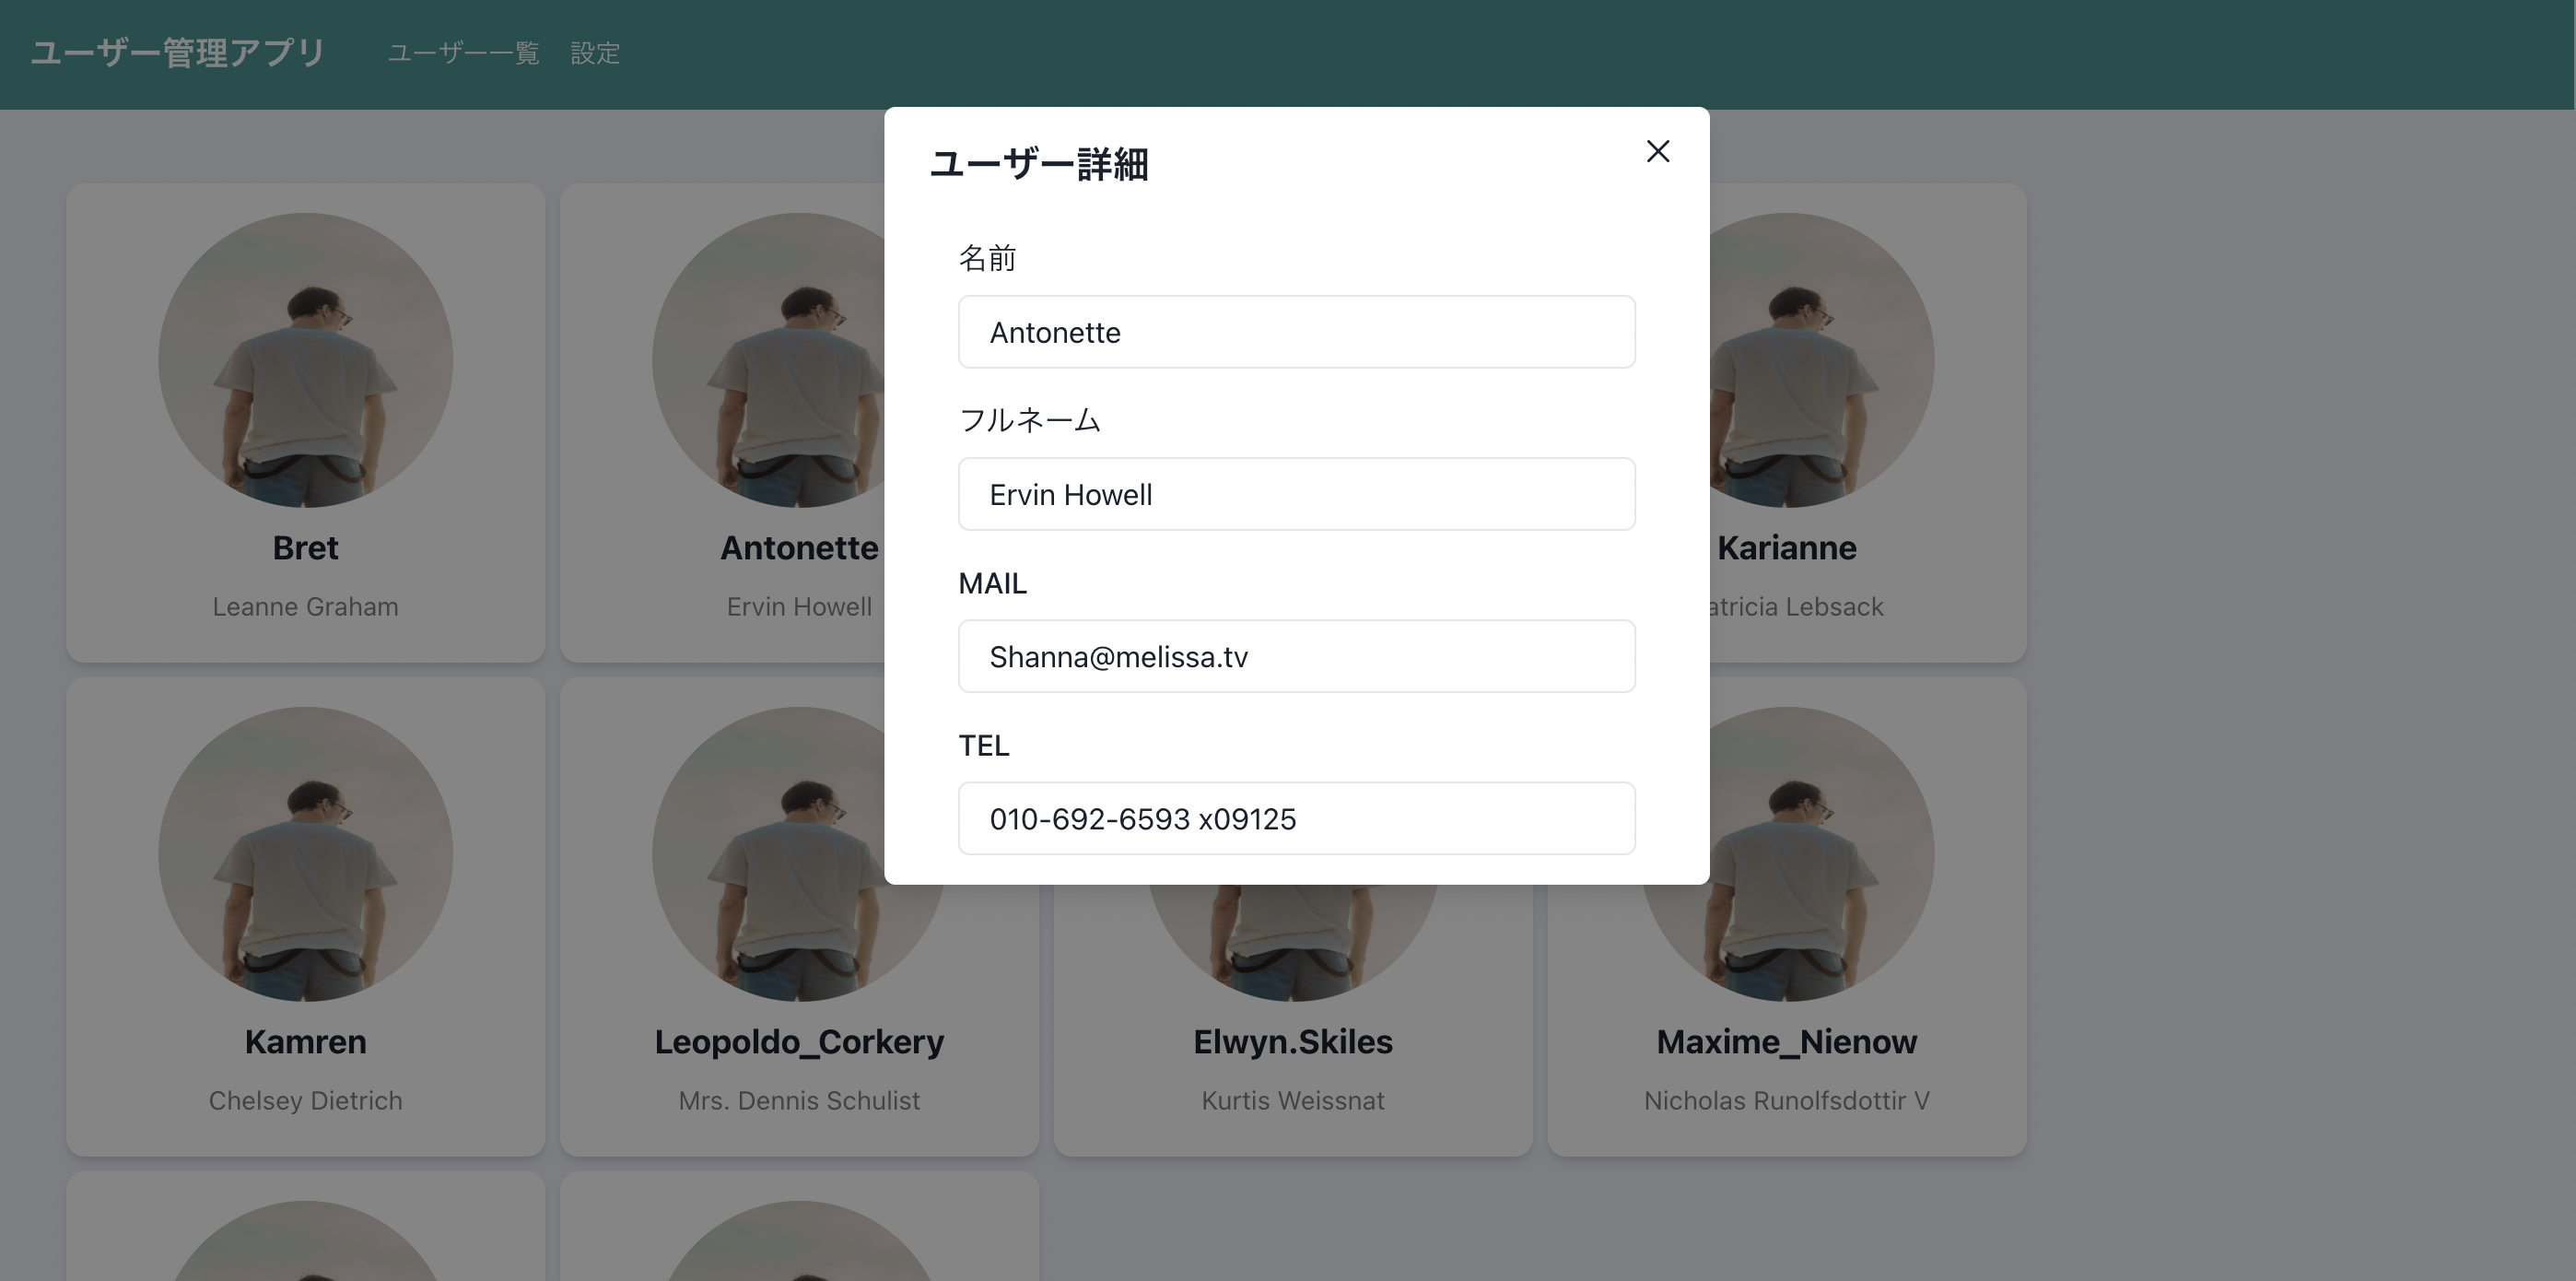 ユーザー管理アプリ ユーザー一覧 設定
ユーザー詳細
名前
Antonette
フルネーム
Ervin Howell
MAIL
Shanna@melissa.tv
TEL
010-692-6593 x09125
Bret
Leanne Graham
Antonette
Ervin Howell
Karianne
Lebsack
Kamren
Chelsey Dietrich
Leopoldo_Corkery
Mrs. Dennis Schulist
Elwyn.Skiles
Kurtis Weissnat
Maxime_Nienow
Nicholas Runolfsdottir V